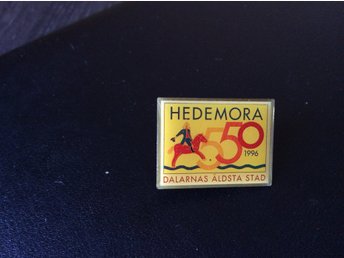 HEDEMORA
550
1996
DALARNAS ÄLDSTA STAD